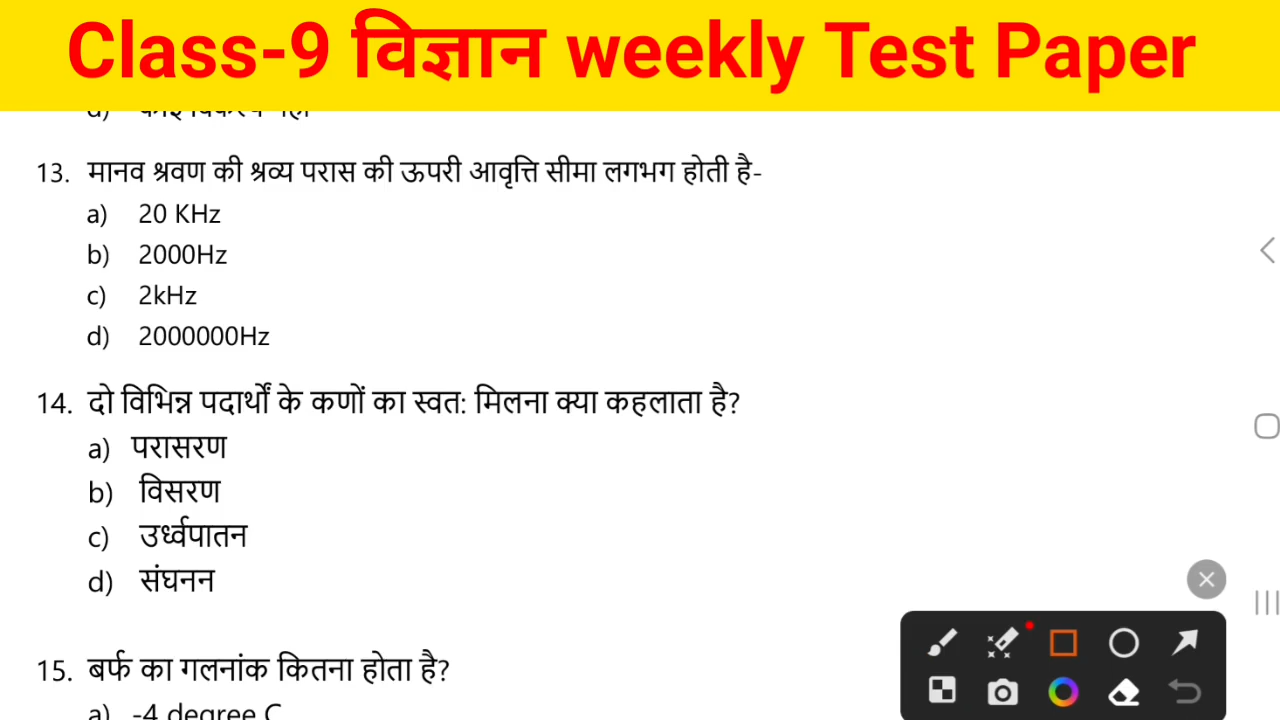 Class-9 विज्ञान weekly Test Paper
13. मानव श्रवण की श्रव्य परास की ऊपरी आवृत्ति सीमा लगभग होती है-
a) 20 KHz
b) 2000Hz
c) 2kHz
d) 2000000Hz
14. दो विभिन्न पदार्थों के कणों का स्वत: मिलना क्या कहलाता है?
a) परासरण
b) विसरण
c) उर्ध्वपातन
d) संघनन
15. बर्फ का गलनांक कितना होता है?
a) -4 degree C